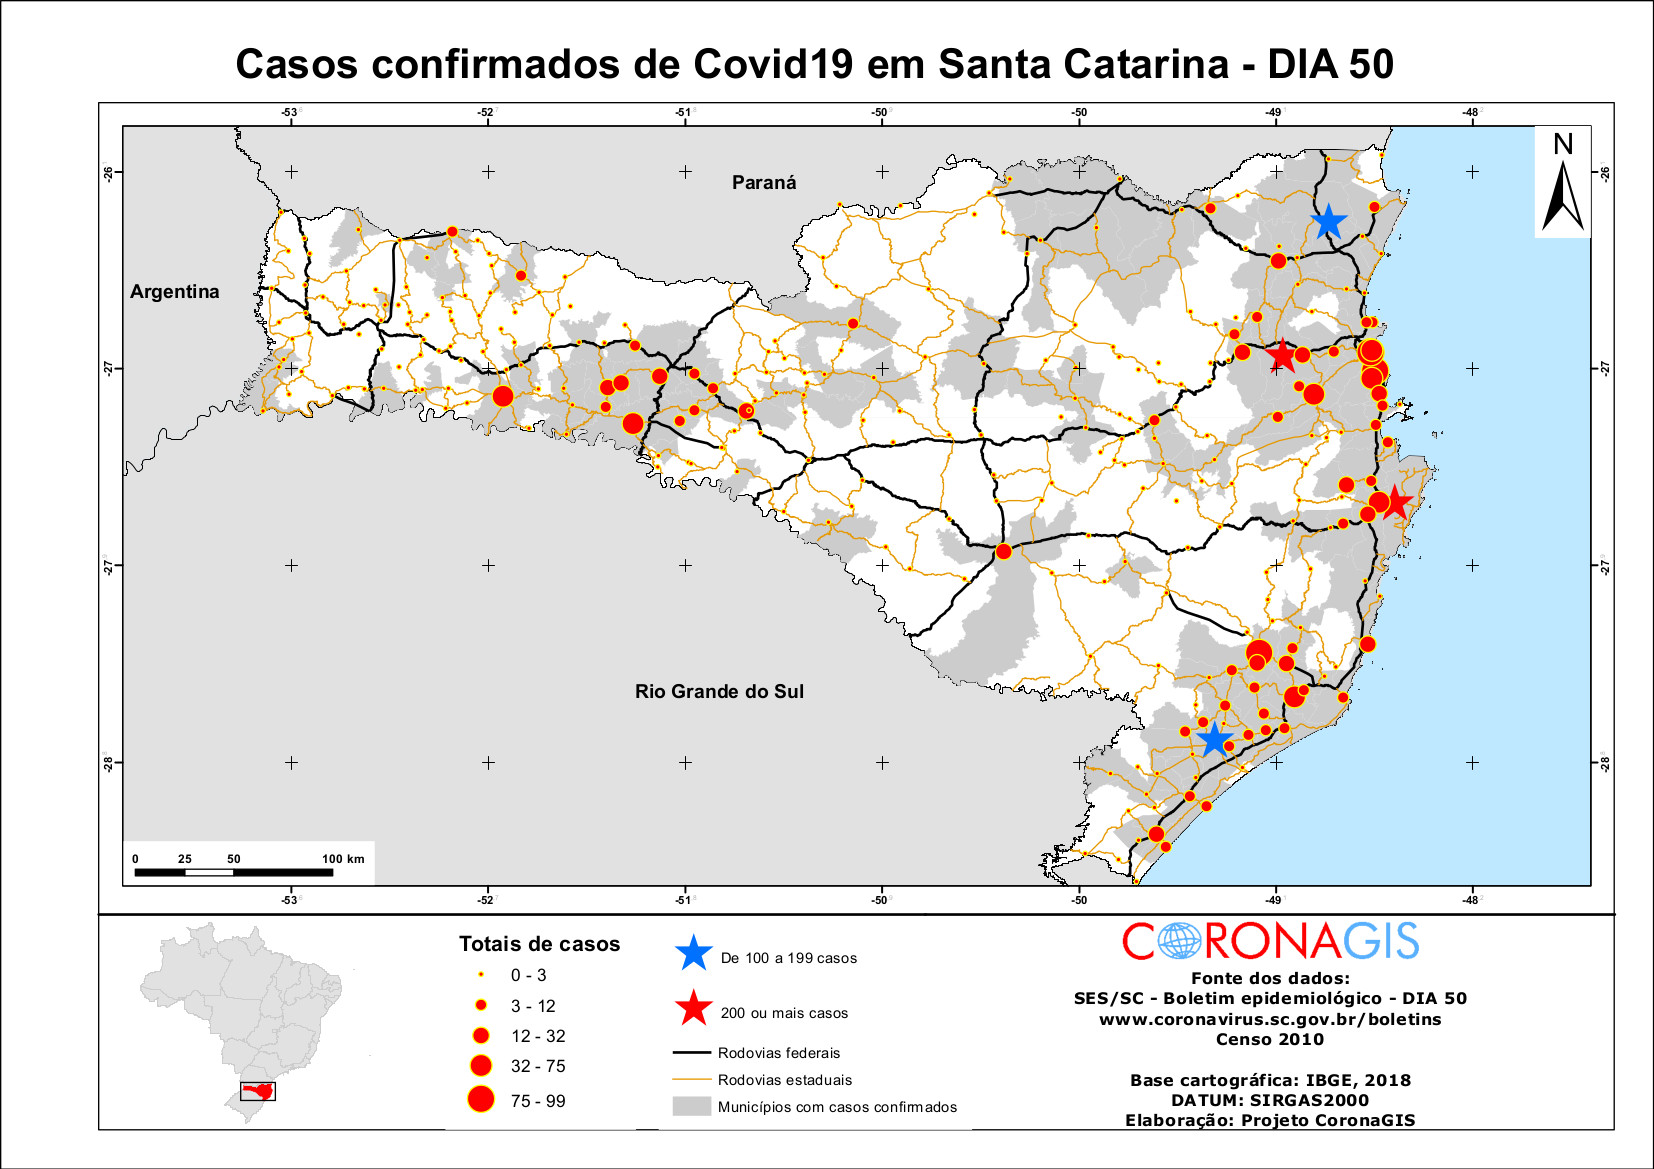 Casos confirmados de Covid19 em Santa Catarina - DIA 50
-53 -52 -51 -50 -50 -49 -48
N
-26 -26
Paraná
Argentina
-27 -27
-27 -27
Rio Grande do Sul
-28 -28
0 25 50 100 km
-53 -52 -51 -50 -50 -49 -48
Totais de casos
0 - 3
3 - 12
12 - 32
32 - 75
75 - 99
De 100 a 199 casos
200 ou mais casos
Rodovias federais
Rodovias estaduais
Municípios com casos confirmados
CORONAGIS
Fonte dos dados:
SES/SC - Boletim epidemiológico - DIA 50
www.coronavirus.sc.gov.br/boletins
Censo 2010
Base cartográfica: IBGE, 2018
DATUM: SIRGAS2000
Elaboração: Projeto CoronaGIS